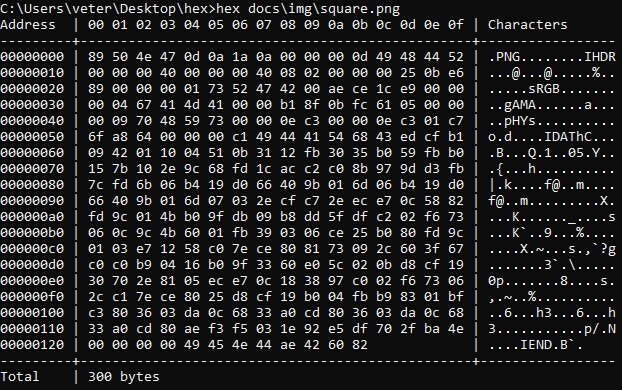 C:\Users\veter\Desktop\hex>hex docs\img\square.png
Address  | 00 01 02 03 04 05 06 07 08 09 0a 0b 0c 0d 0e 0f | Characters
---------+-------------------------------------------------+-----------------
00000000 | 89 50 4e 47 0d 0a 1a 0a 00 00 00 0d 49 48 44 52 | .PNG........IHDR
00000010 | 00 00 00 40 00 00 00 40 08 02 00 00 00 25 0b e6 | ...@...@.....%..
00000020 | 89 00 00 00 01 73 52 47 42 00 ae ce 1c e9 00 00 | .....sRGB.......
00000030 | 00 04 67 41 4d 41 00 00 b1 8f 0b fc 61 05 00 00 | ..gAMA......a...
00000040 | 00 09 70 48 59 73 00 00 0e c3 00 00 0e c3 01 c7 | ..pHYs..........
00000050 | 6f a8 64 00 00 00 c1 49 44 41 54 68 43 ed cf b1 | o.d....IDAThC...
00000060 | 09 42 01 10 04 51 0b 31 12 fb 30 35 b0 59 fb b0 | .B...Q.1..05.Y..
00000070 | 15 7b 10 2e 9c 68 fd 1c ac c2 c0 8b 97 9d d3 fb | .{...h..........
00000080 | 7c fd 6b 06 b4 19 d0 66 40 9b 01 6d 06 b4 19 d0 | |.k....f@..m....
00000090 | 66 40 9b 01 6d 07 03 2e cf c7 2e ec e7 0c 58 82 | f@..m.........X.
000000a0 | fd 9c 01 4b b0 9f db 09 b8 dd 5f df c2 02 f6 73 | ...K......_....s
000000b0 | 06 0c 9c 4b 60 01 fb 39 03 06 ce 25 b0 80 fd 9c | ...K`..9...%....
000000c0 | 01 03 e7 12 58 c0 7e ce 80 81 73 09 2c 60 3f 67 | ....X.~...s.,`?g
000000d0 | c0 c0 b9 04 16 b0 9f 33 60 e0 5c 02 0b d8 cf 19 | .......3`.\.....
000000e0 | 30 70 2e 81 05 ec e7 0c 18 38 97 c0 02 f6 73 06 | 0p.......8....s.
000000f0 | 2c c1 7e ce 80 25 d8 cf 19 b0 04 fb b9 83 01 bf | ,.~..%..........
00000100 | c3 80 36 03 da 0c 68 33 a0 cd 80 36 03 da 0c 68 | ..6...h3...6...h
00000110 | 33 a0 cd 80 ae f3 f5 03 1e 92 e5 df 70 2f ba 4e | 3...........p/.N
00000120 | 00 00 00 00 49 45 4e 44 ae 42 60 82             | ....IEND.B`.
---------+-------------------------------------------------+-----------------
Total    | 300 bytes